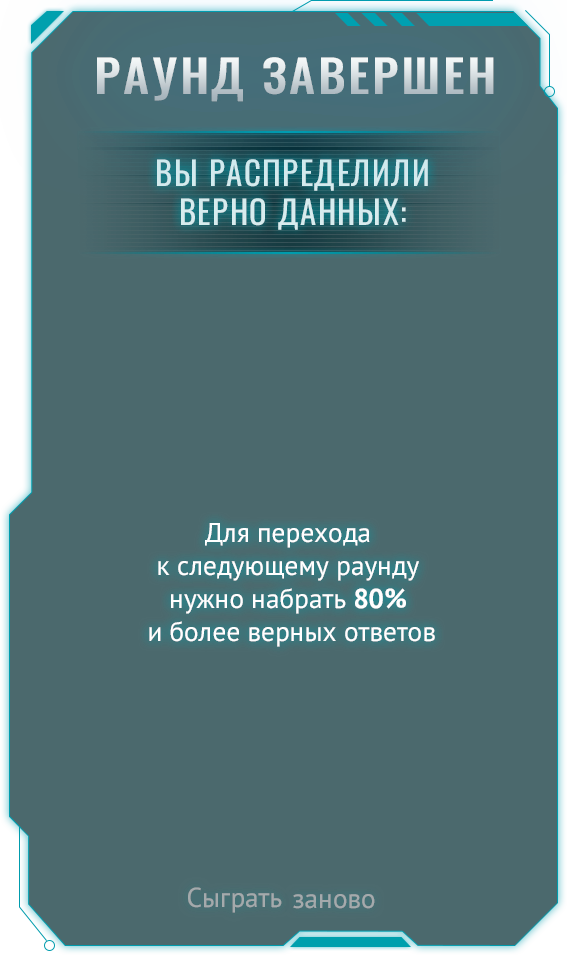 РАУНД ЗАВЕРШЕН
ВЫ РАСПРЕДЕЛИЛИ
ВЕРНО ДАННЫХ:
Для перехода
к следующему раунду
нужно набрать 80%
и более верных ответов
Сыграть заново